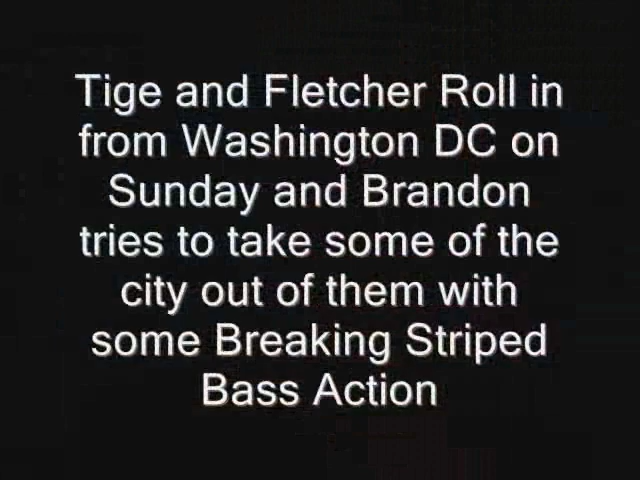 Tige and Fletcher Roll in
from Washington DC on
Sunday and Brandon
tries to take some of the
city out of them with
some Breaking Striped
Bass Action